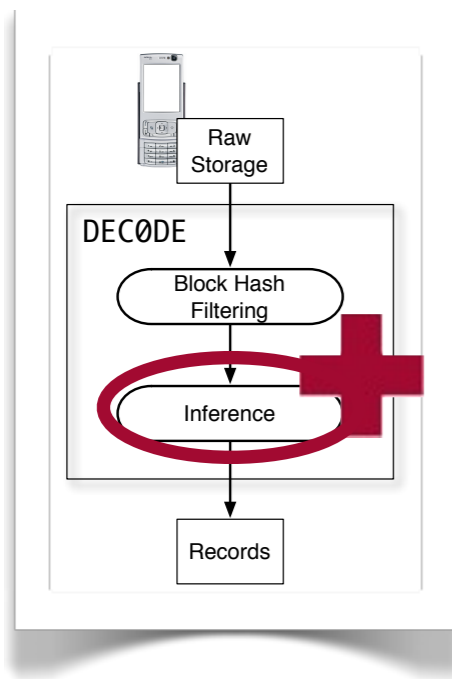 Raw
Storage
DEC0DE
Block Hash
Filtering
Inference
Records